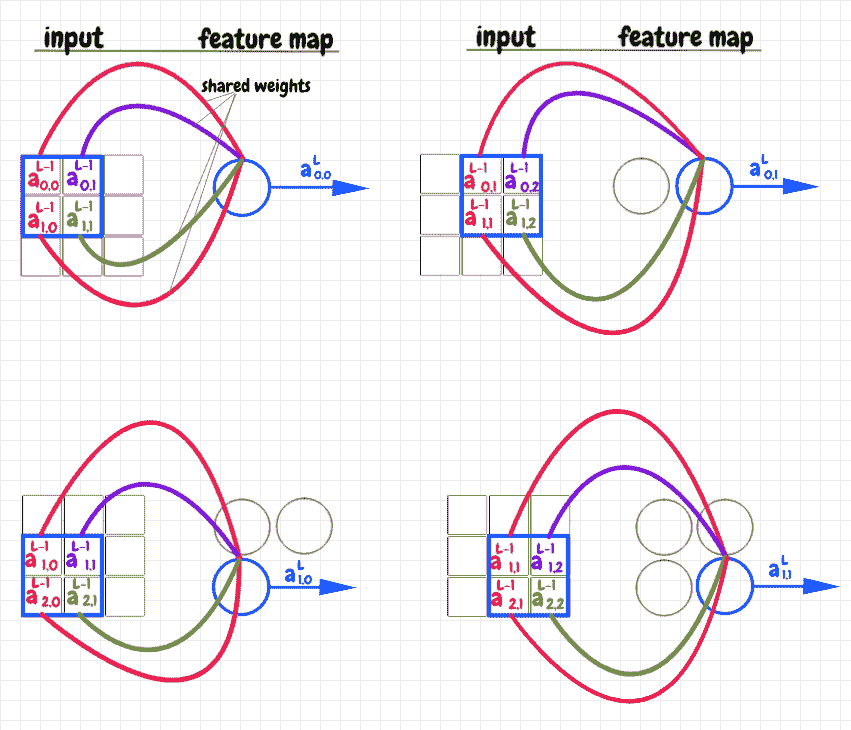 input feature map
input feature map
shared weights
a^{L-1}_{0,0} a^{L-1}_{0,1}
a^{L-1}_{1,0} a^{L-1}_{1,1}
a^{L}_{0,0}
a^{L-1}_{0,1} a^{L-1}_{0,2}
a^{L-1}_{1,1} a^{L-1}_{1,2}
a^{L}_{0,1}
a^{L-1}_{1,0} a^{L-1}_{1,1}
a^{L-1}_{2,0} a^{L-1}_{2,1}
a^{L}_{1,0}
a^{L-1}_{1,1} a^{L-1}_{1,2}
a^{L-1}_{2,1} a^{L-1}_{2,2}
a^{L}_{1,1}